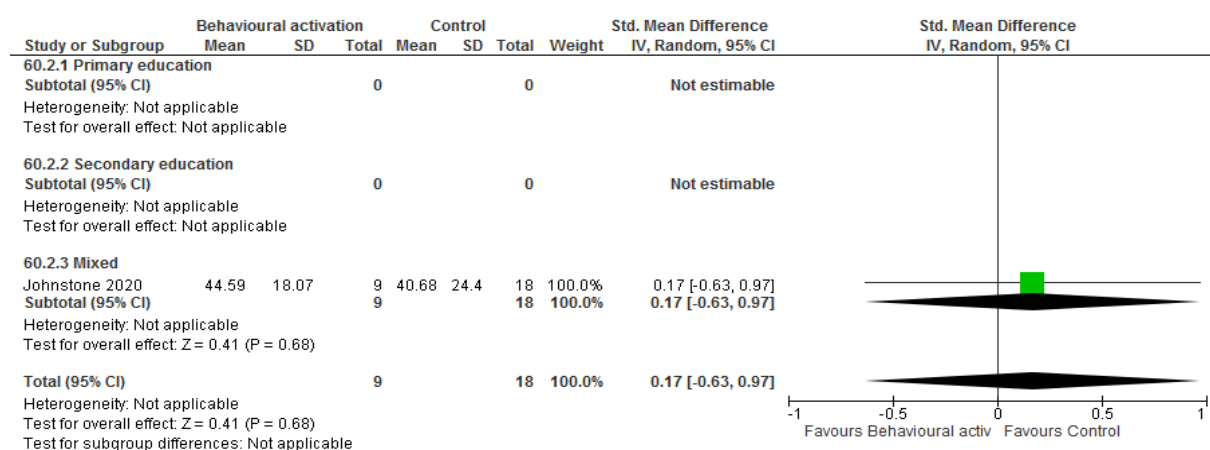 Behavioural activation Control Std. Mean Difference Std. Mean Difference
Study or Subgroup Mean SD Total Mean SD Total Weight IV, Random, 95% CI IV, Random, 95% CI
60.2.1 Primary education
Subtotal (95% CI) 0 0 Not estimable
Heterogeneity: Not applicable
Test for overall effect: Not applicable
60.2.2 Secondary education
Subtotal (95% CI) 0 0 Not estimable
Heterogeneity: Not applicable
Test for overall effect: Not applicable
60.2.3 Mixed
Johnstone 2020 44.59 18.07 9 40.68 24.4 18 100.0% 0.17 [-0.63, 0.97]
Subtotal (95% CI) 9 18 100.0% 0.17 [-0.63, 0.97]
Heterogeneity: Not applicable
Test for overall effect: Z = 0.41 (P = 0.68)
Total (95% CI) 9 18 100.0% 0.17 [-0.63, 0.97]
Heterogeneity: Not applicable
Test for overall effect: Z = 0.41 (P = 0.68)
Test for subgroup differences: Not applicable
-1 -0.5 0 0.5 1
Favours Behavioural activ Favours Control